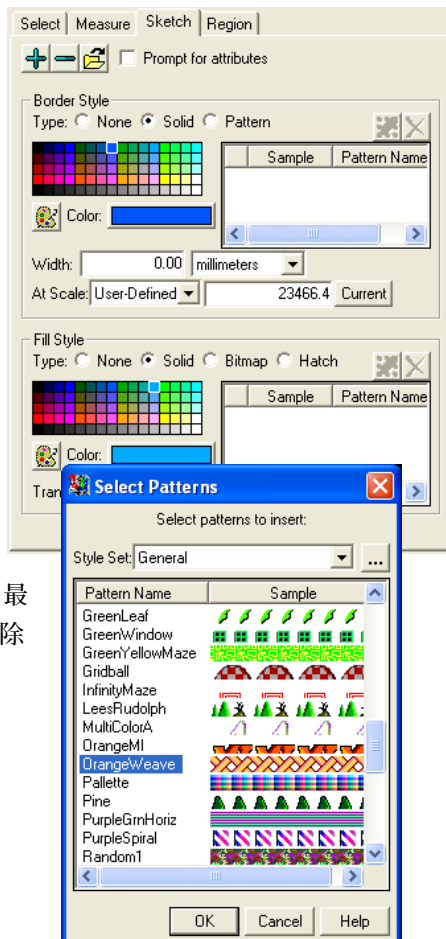 Select Measure Sketch Region
Prompt for attributes
Border Style
Type: None Solid Pattern
Sample Pattern Name
Color:
Width: 0.00 millimeters
At Scale: User-Defined 23466.4 Current
Fill Style
Type: None Solid Bitmap Hatch
Sample Pattern Name
Color:
Tran
Select Patterns
Select patterns to insert:
Style Set: General ...
最
除
Pattern Name Sample
GreenLeaf
GreenWindow
GreenYellowMaze
Gridball
InfinityMaze
LeesRudolph
MultiColorA
OrangeMI
OrangeWeave
Pallette
Pine
PurpleGrnHoriz
PurpleSpiral
Random1
OK Cancel Help